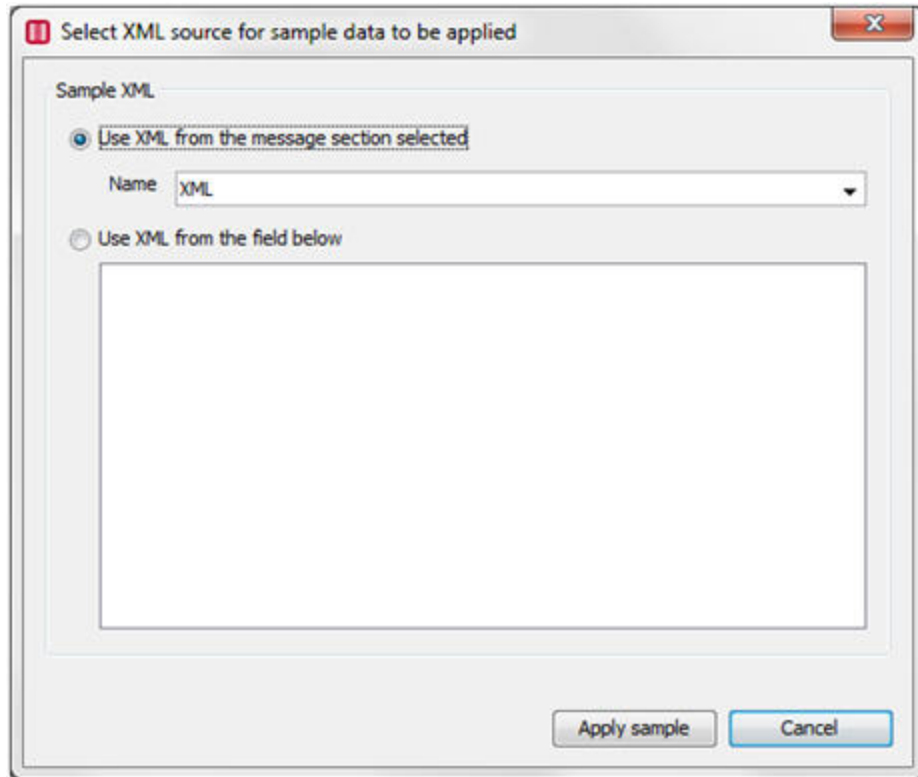 Select XML source for sample data to be applied
Sample XML
Use XML from the message section selected
Name XML
Use XML from the field below
Apply sample Cancel